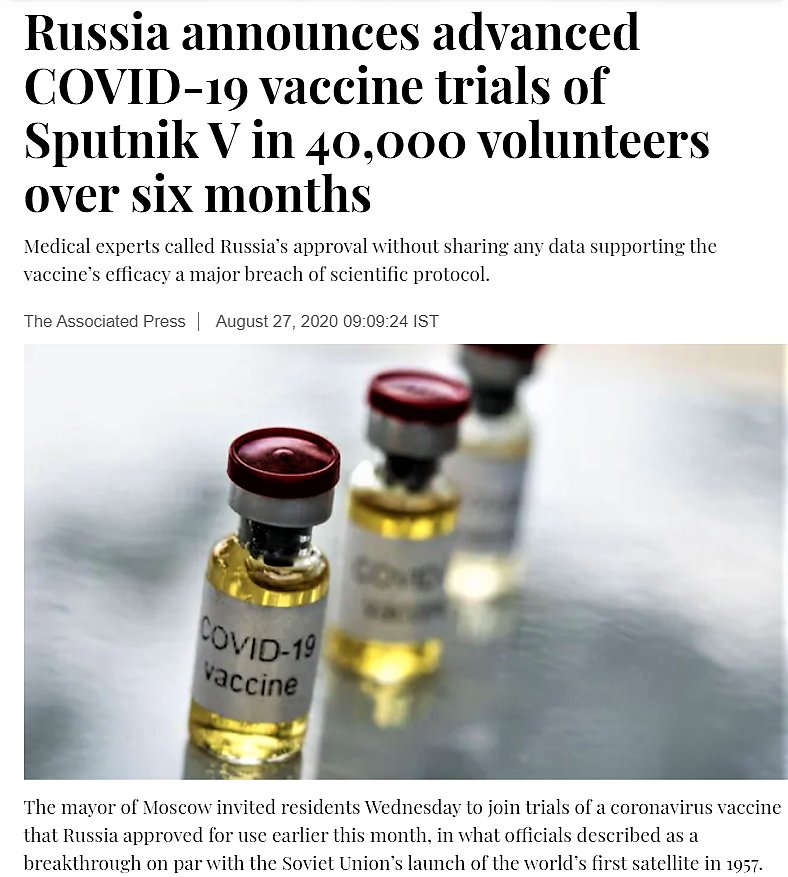 Russia announces advanced
COVID-19 vaccine trials of
Sputnik V in 40,000 volunteers
over six months
Medical experts called Russia's approval without sharing any data supporting the
vaccine's efficacy a major breach of scientific protocol.
The Associated Press | August 27, 2020 09:09:24 IST
COVID-19
vaccine
COVID
The mayor of Moscow invited residents Wednesday to join trials of a coronavirus vaccine
that Russia approved for use earlier this month, in what officials described as a
breakthrough on par with the Soviet Union's launch of the world's first satellite in 1957.